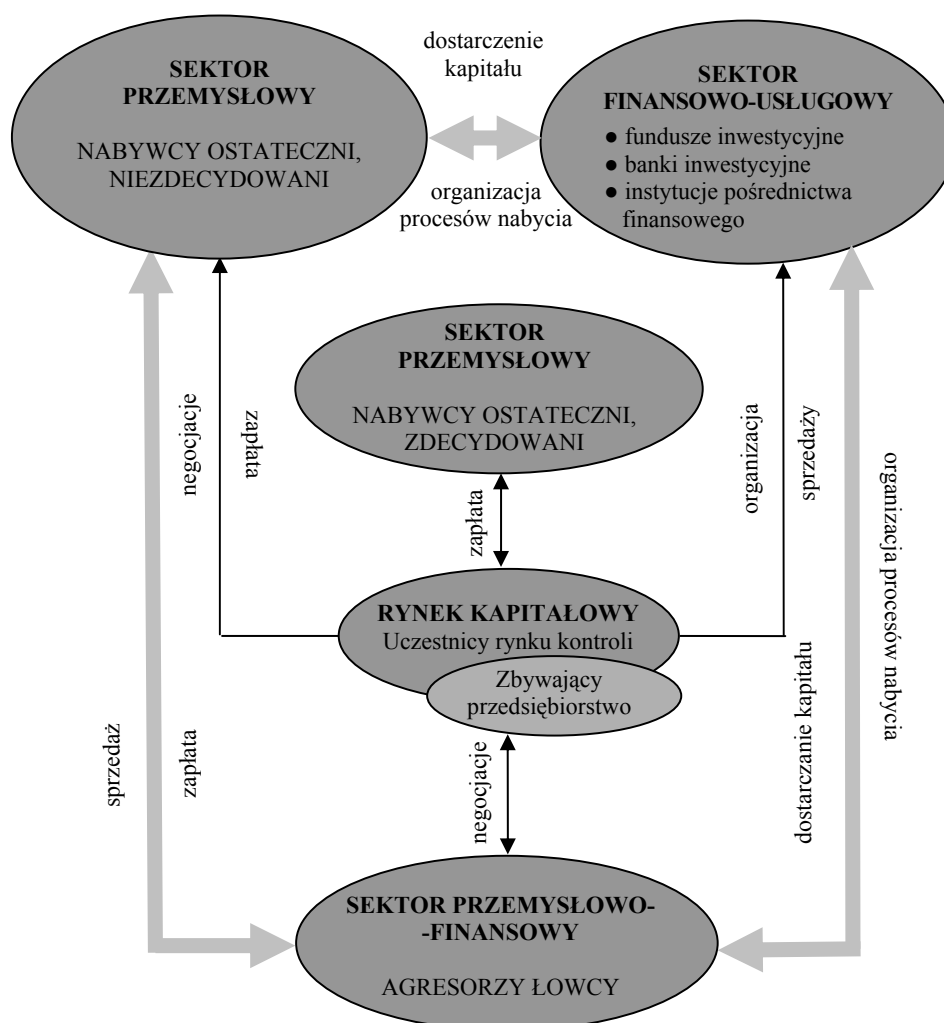 SEKTOR
PRZEMYSŁOWY
NABYWCY OSTATECZNI,
NIEZDECYDOWANI
dostarczenie
kapitału
organizacja
procesów nabycia
SEKTOR
FINANSOWO-USŁUGOWY
● fundusze inwestycyjne
● banki inwestycyjne
● instytucje pośrednictwa
finansowego
SEKTOR
PRZEMYSŁOWY
NABYWCY OSTATECZNI,
ZDECYDOWANI
negocjacje
zapłata
zapłata
organizacja
sprzedaży
organizacja procesów nabycia
RYNEK KAPITAŁOWY
Uczestnicy rynku kontroli
Zbywający
przedsiębiorstwo
sprzedaż
zapłata
negocjacje
dostarczanie kapitału
SEKTOR PRZEMYSŁOWO-
-FINANSOWY
AGRESORZY ŁOWCY